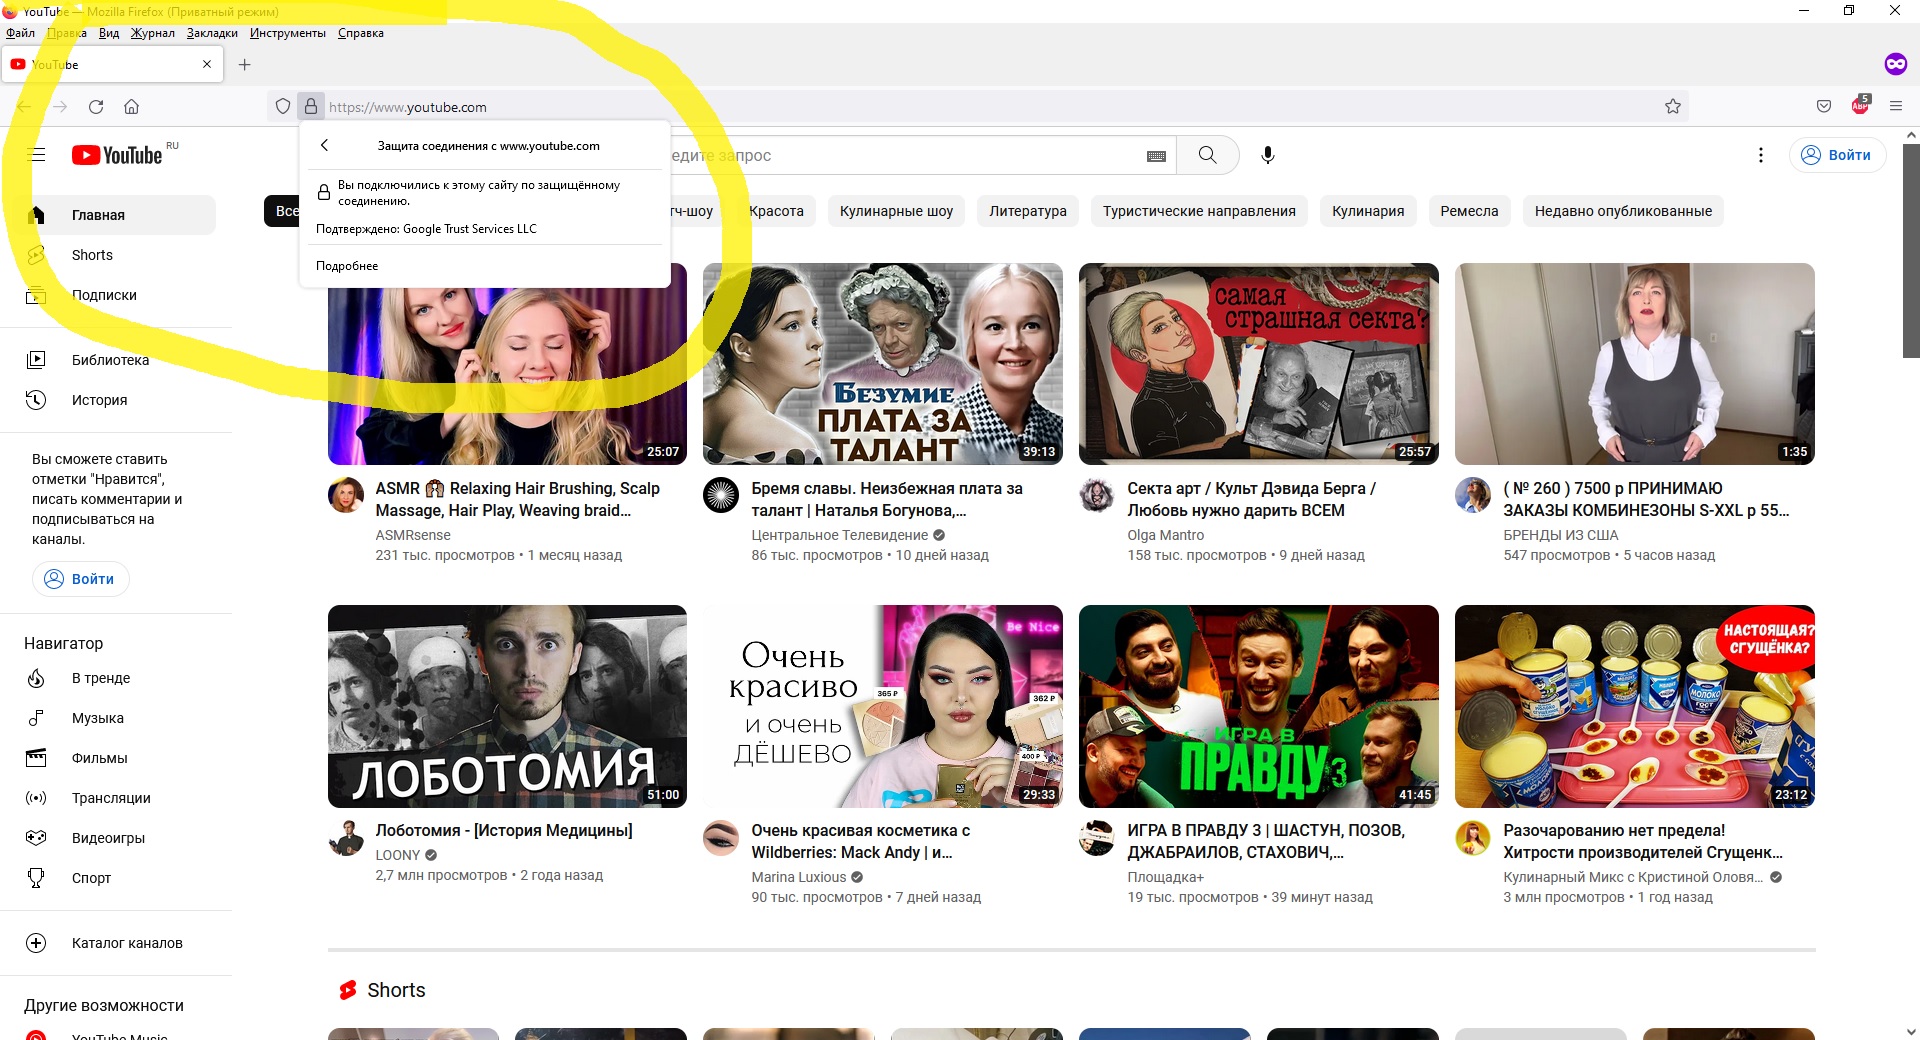 YouTube — Mozilla Firefox (Приватный режим)
Файл Правка Вид Журнал Закладки Инструменты Справка
YouTube
https://www.youtube.com
5
ABP
Защита соединения с www.youtube.com
Вы подключились к этому сайту по защищённому
соединению.
Подтверждено: Google Trust Services LLC
Подробнее
YouTube RU
едите запрос
Войти
Все
тч-шоу
Красота
Кулинарные шоу
Литература
Туристические направления
Кулинария
Ремесла
Недавно опубликованные
Главная
Shorts
Подписки
Библиотека
История
Вы сможете ставить
отметки "Нравится",
писать комментарии и
подписываться на
каналы.
Войти
Навигатор
В тренде
Музыка
Фильмы
Трансляции
Видеоигры
Спорт
Каталог каналов
Другие возможности
YouTube Music
25:07
ASMR Relaxing Hair Brushing, Scalp
Massage, Hair Play, Weaving braid…
ASMRsense
231 тыс. просмотров • 1 месяц назад
Безумие
ПЛАТА ЗА
ТАЛАНТ
39:13
Бремя славы. Неизбежная плата за
талант | Наталья Богунова,…
Центральное Телевидение
86 тыс. просмотров • 10 дней назад
самая
страшная секта?
25:57
Секта арт / Культ Дэвида Берга /
Любовь нужно дарить ВСЕМ
Olga Mantro
158 тыс. просмотров • 9 дней назад
1:35
( № 260 ) 7500 р ПРИНИМАЮ
ЗАКАЗЫ КОМБИНЕЗОНЫ S-XXL р 55…
БРЕНДЫ ИЗ США
547 просмотров • 5 часов назад
ЛОБОТОМИЯ
51:00
Лоботомия - [История Медицины]
LOONY
2,7 млн просмотров • 2 года назад
Be Nice
Очень
красиво
и очень
ДЁШЕВО
365 ₽
362 ₽
400 ₽
29:33
Очень красивая косметика с
Wildberries: Mack Andy | и…
Marina Luxious
90 тыс. просмотров • 7 дней назад
ИГРА В
ПРАВДУ 3
41:45
ИГРА В ПРАВДУ 3 | ШАСТУН, ПОЗОВ,
ДЖАБРАИЛОВ, СТАХОВИЧ,…
Площадка+
19 тыс. просмотров • 39 минут назад
НАСТОЯЩАЯ?
СГУЩЁНКА?
МОЛОКО
ГОСТ
23:12
Разочарованию нет предела!
Хитрости производителей Сгущенк…
Кулинарный Микс с Кристиной Оловя…
3 млн просмотров • 1 год назад
Shorts